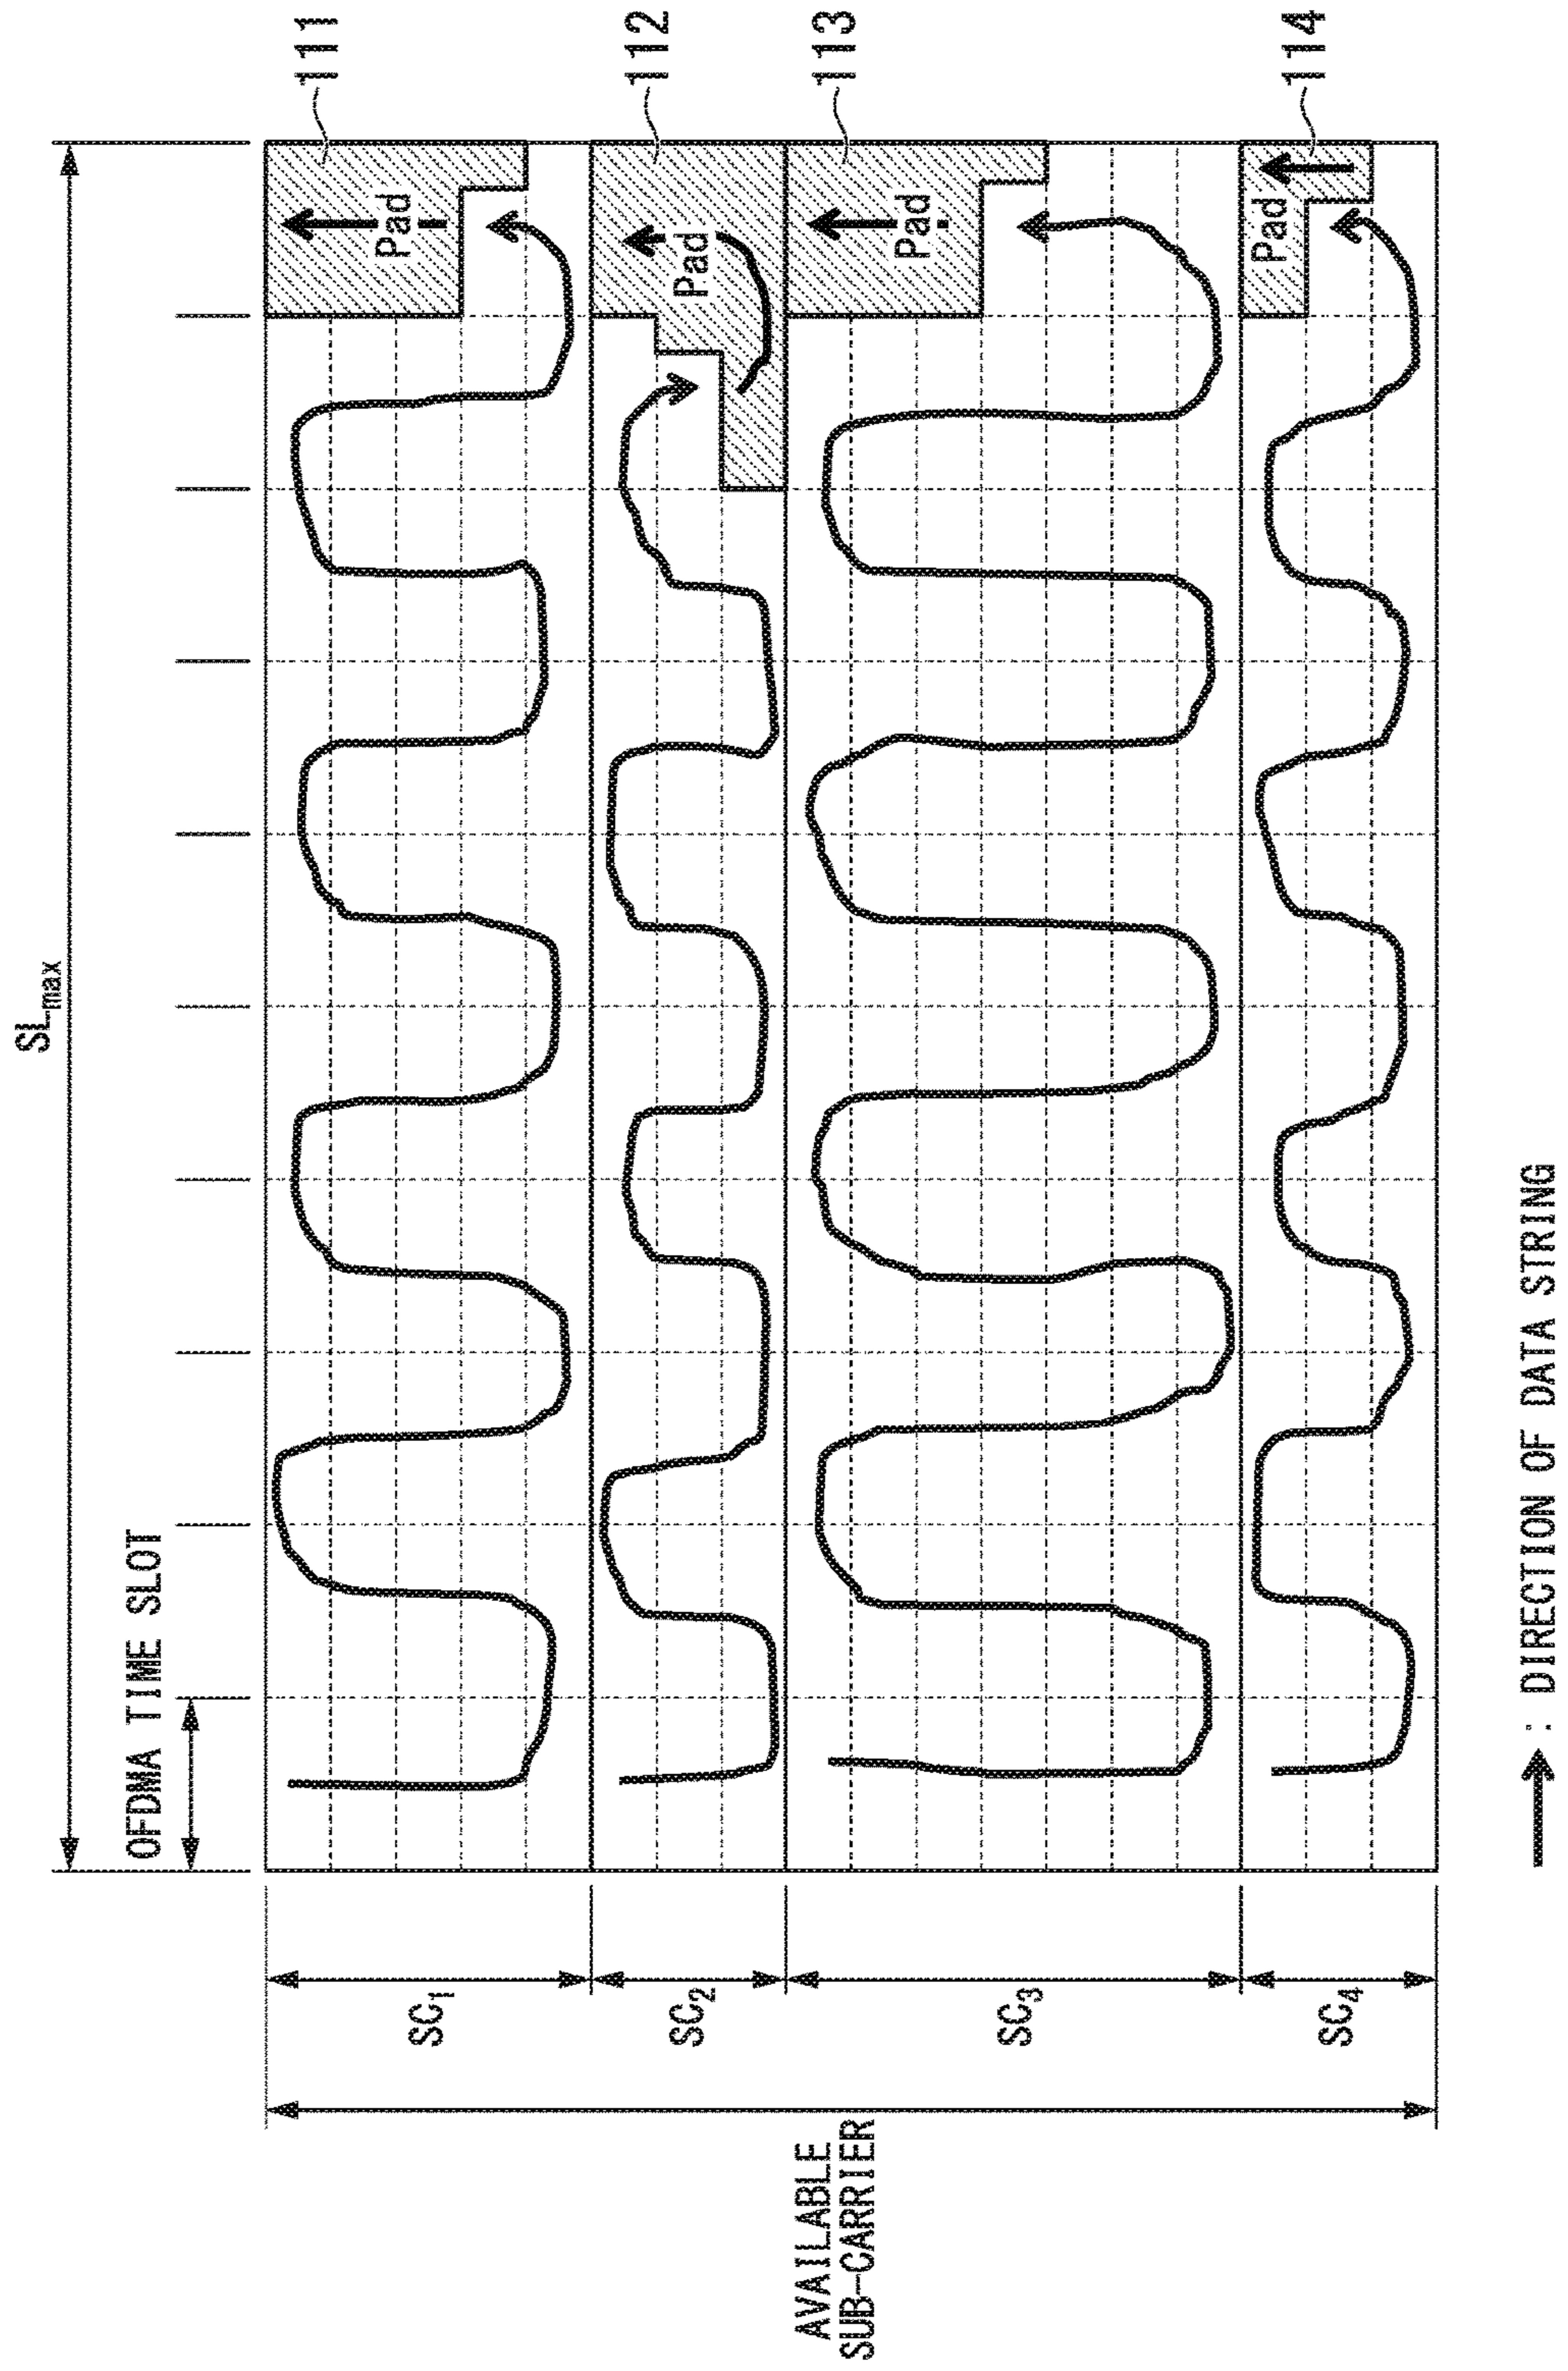 SLmax
OFDMA TIME SLOT
111
Pad
112
Pad
113
Pad
114
Pad
SC1
SC2
SC3
SC4
AVAILABLE
SUB-CARRIER
: DIRECTION OF DATA STRING